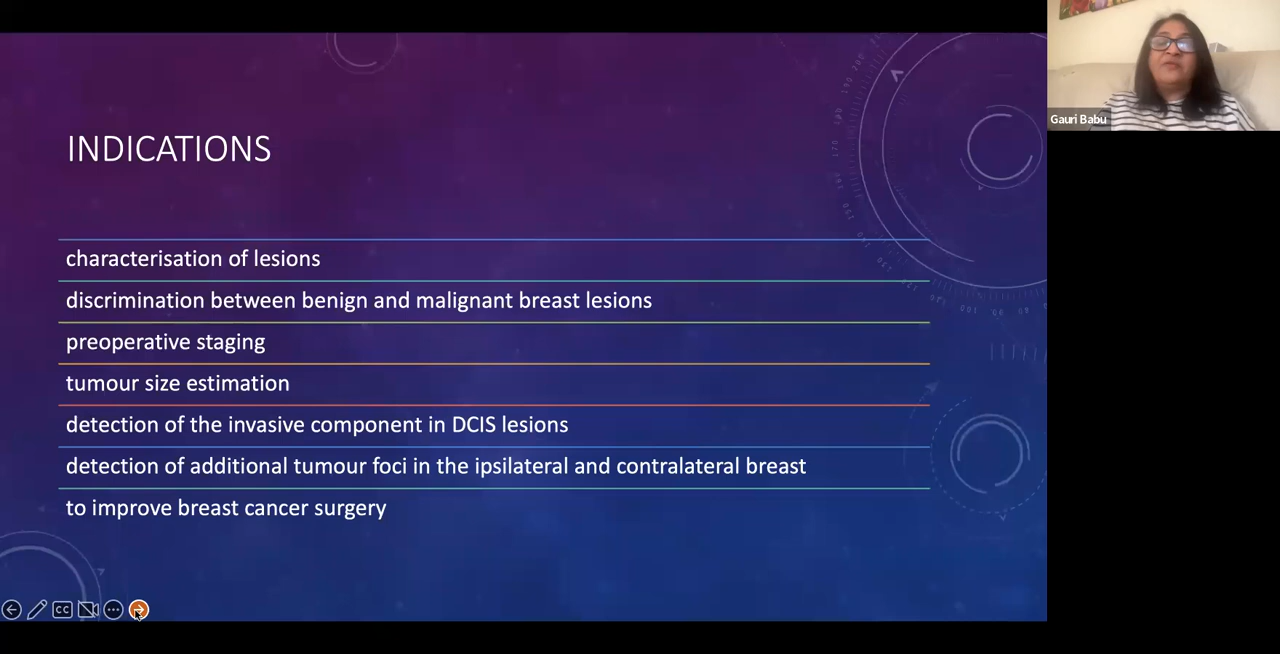 INDICATIONS
characterisation of lesions
discrimination between benign and malignant breast lesions
preoperative staging
tumour size estimation
detection of the invasive component in DCIS lesions
detection of additional tumour foci in the ipsilateral and contralateral breast
to improve breast cancer surgery
Gauri Babu
CC